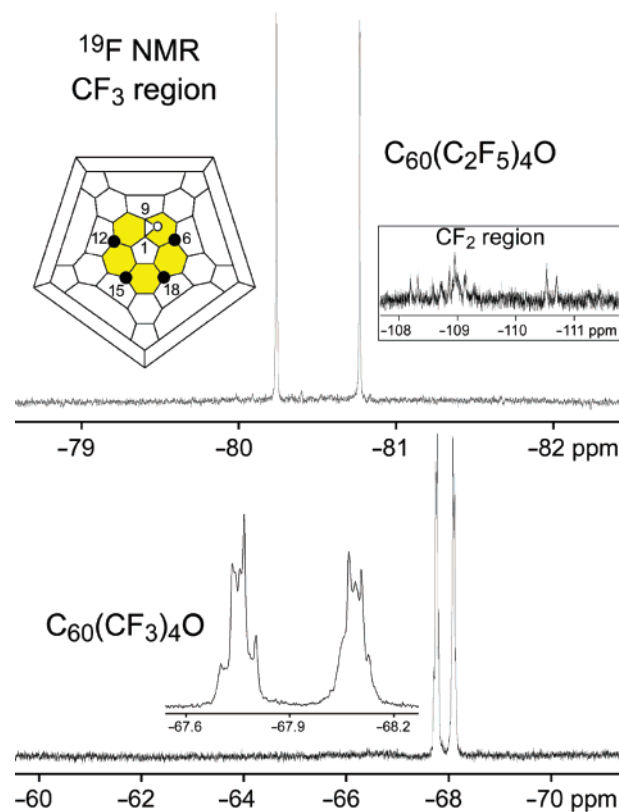 ¹⁹F NMR
CF₃ region
9
12
6
1
15
18
C₆₀(C₂F₅)₄O
CF₂ region
−108
−109
−110
−111 ppm
−79
−80
−81
−82 ppm
C₆₀(CF₃)₄O
−67.6
−67.9
−68.2
−60
−62
−64
−66
−68
−70 ppm